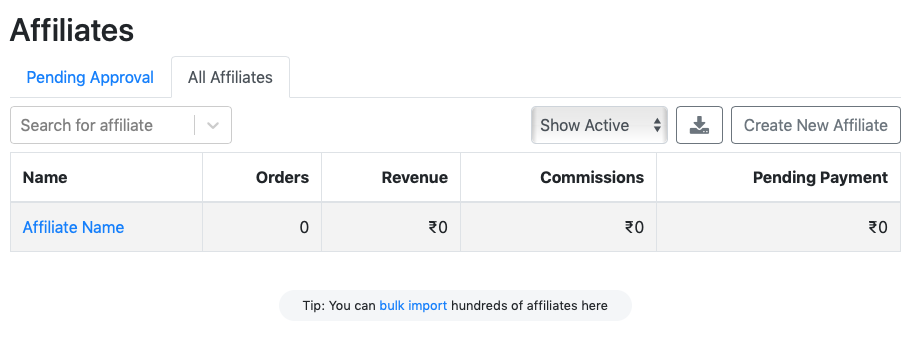 Affiliates
Pending Approval All Affiliates
Search for affiliate Show Active Create New Affiliate
Name Orders Revenue Commissions Pending Payment
Affiliate Name 0 ₹0 ₹0 ₹0
Tip: You can bulk import hundreds of affiliates here